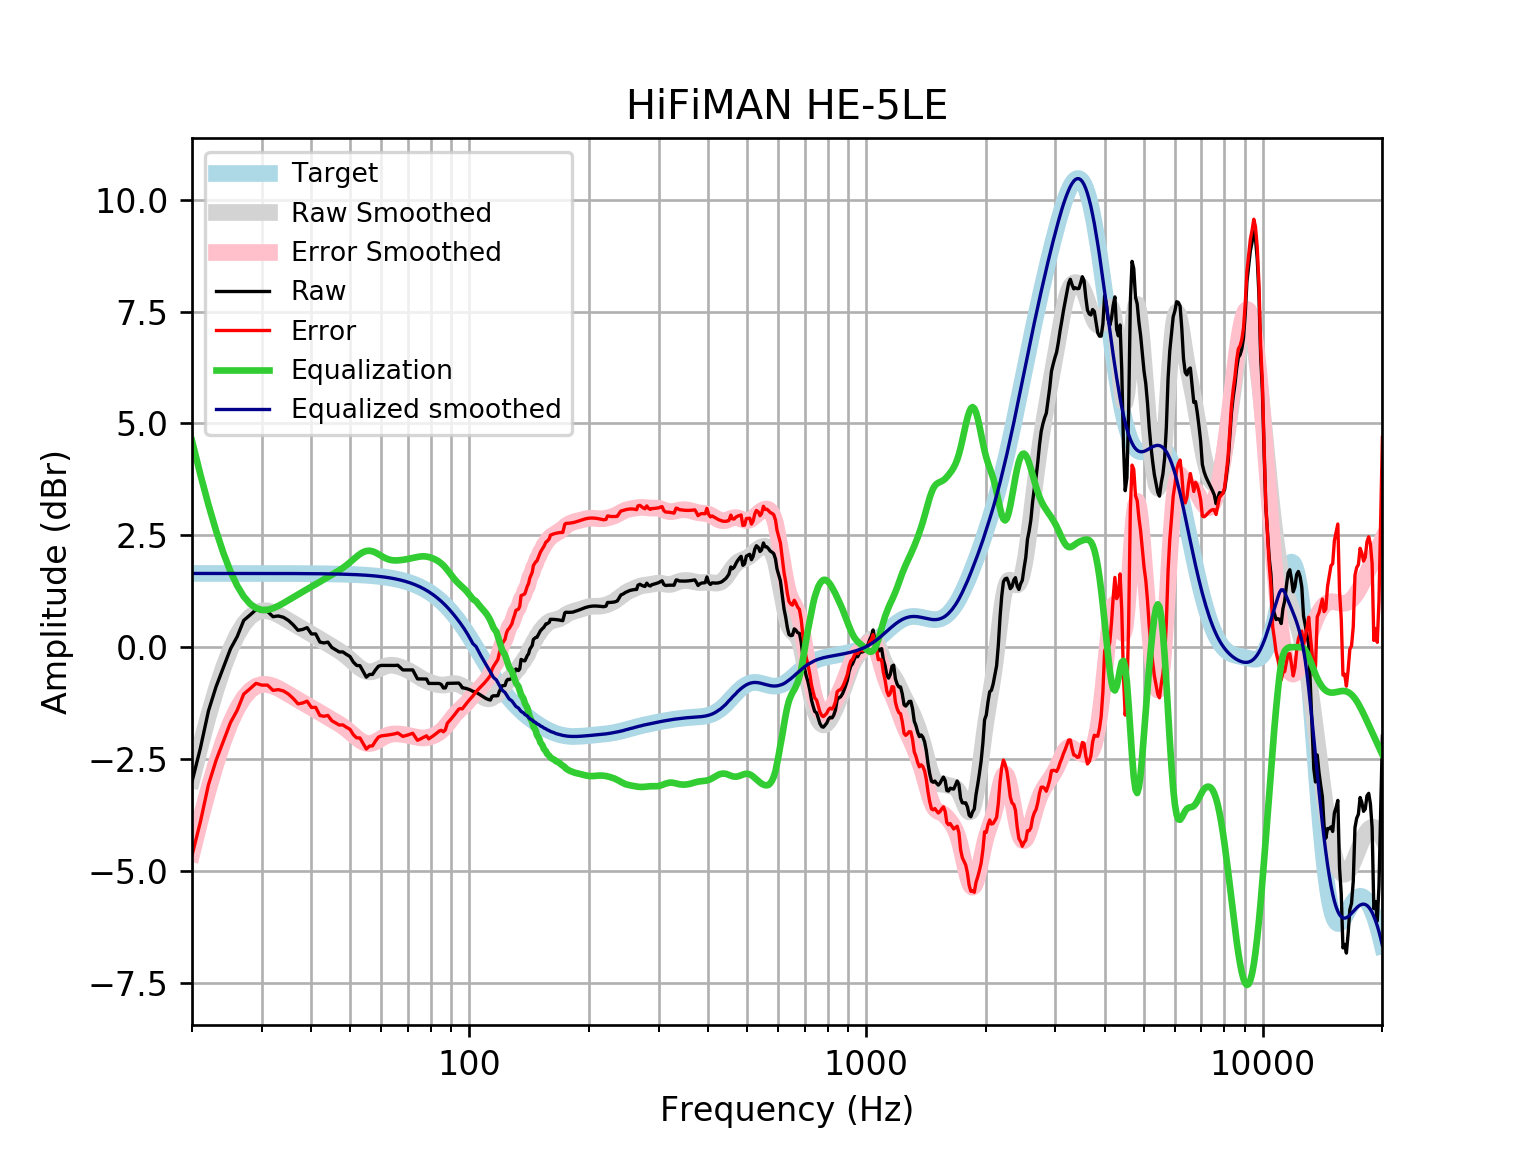 HiFiMAN HE-5LE
Target
Raw Smoothed
Error Smoothed
Raw
Error
Equalization
Equalized smoothed
10.0
7.5
5.0
2.5
0.0
−2.5
−5.0
−7.5
Amplitude (dBr)
100
1000
10000
Frequency (Hz)